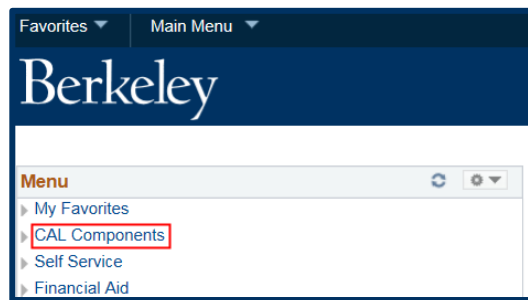 Favorites Main Menu
Berkeley
Menu
My Favorites
CAL Components
Self Service
Financial Aid